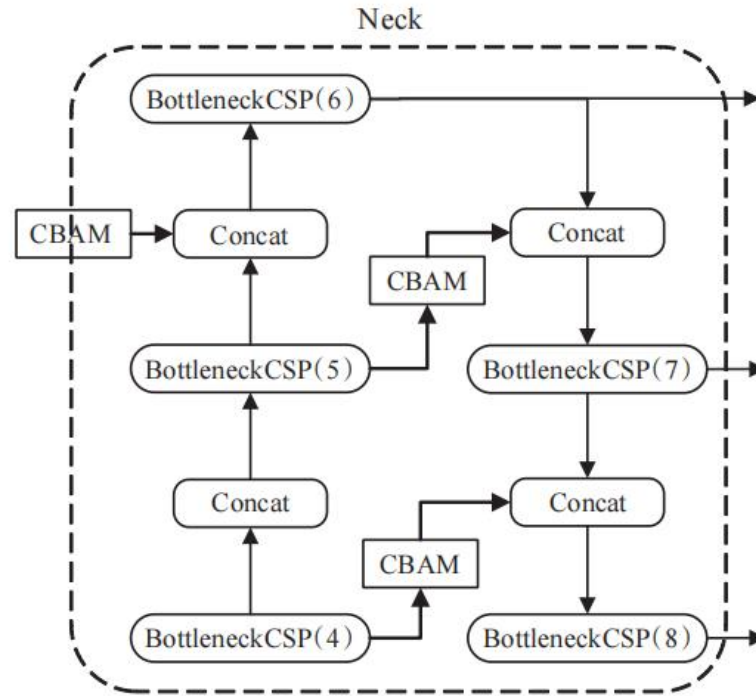 Neck
BottleneckCSP(6)
CBAM
Concat
Concat
CBAM
BottleneckCSP(5)
BottleneckCSP(7)
Concat
Concat
CBAM
BottleneckCSP(4)
BottleneckCSP(8)